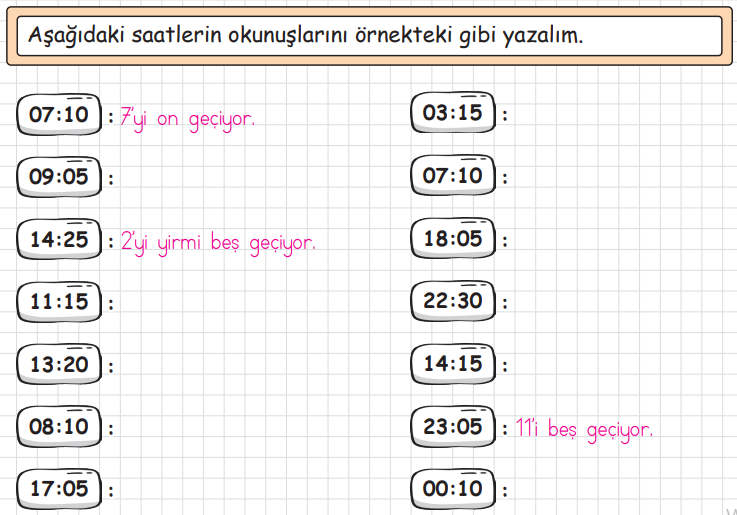 Aşağıdaki saatlerin okunuşlarını örnekteki gibi yazalım.
07:10 : 7'yi on geçiyor.
09:05 :
14:25 : 2'yi yirmi beş geçiyor.
11:15 :
13:20 :
08:10 :
17:05 :
03:15 :
07:10 :
18:05 :
22:30 :
14:15 :
23:05 : 11'i beş geçiyor.
00:10 :